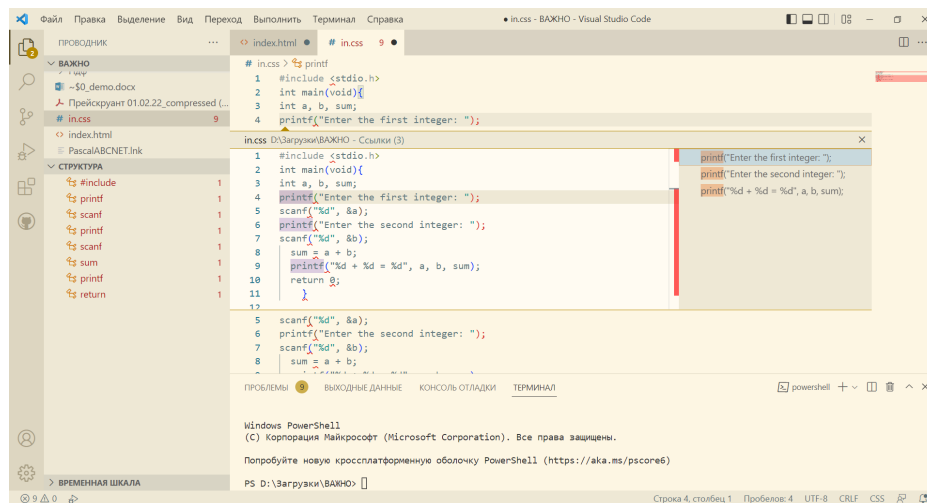 Файл Правка Выделение Вид Переход Выполнить Терминал Справка
● in.css - ВАЖНО - Visual Studio Code
ПРОВОДНИК ...
index.html ●
# in.css 9 ●
ВАЖНО
~$0_demo.docx
Прейскруант 01.02.22_compressed (...
# in.css 9
index.html
PascalABCNET.lnk
СТРУКТУРА
#include 1
printf 1
scanf 1
printf 1
scanf 1
sum 1
printf 1
return 1
ВРЕМЕННАЯ ШКАЛА
2
# in.css > printf
1 #include <stdio.h>
2 int main(void){
3 int a, b, sum;
4 printf("Enter the first integer: ");
in.css D:\Загрузки\ВАЖНО - Ссылки (3)
1 #include <stdio.h>
2 int main(void){
3 int a, b, sum;
4 printf("Enter the first integer: ");
5 scanf("%d", &a);
6 printf("Enter the second integer: ");
7 scanf("%d", &b);
8 sum = a + b;
9 printf("%d + %d = %d", a, b, sum);
10 return 0;
11 }
12
printf("Enter the first integer: ");
printf("Enter the second integer: ");
printf("%d + %d = %d", a, b, sum);
5 scanf("%d", &a);
6 printf("Enter the second integer: ");
7 scanf("%d", &b);
8 sum = a + b;
ПРОБЛЕМЫ 9 ВЫХОДНЫЕ ДАННЫЕ КОНСОЛЬ ОТЛАДКИ ТЕРМИНАЛ
powershell
Windows PowerShell
(C) Корпорация Майкрософт (Microsoft Corporation). Все права защищены.
Попробуйте новую кроссплатформенную оболочку PowerShell (https://aka.ms/pscore6)
PS D:\Загрузки\ВАЖНО>
9 0
Строка 4, столбец 1 Пробелов: 4 UTF-8 CRLF CSS